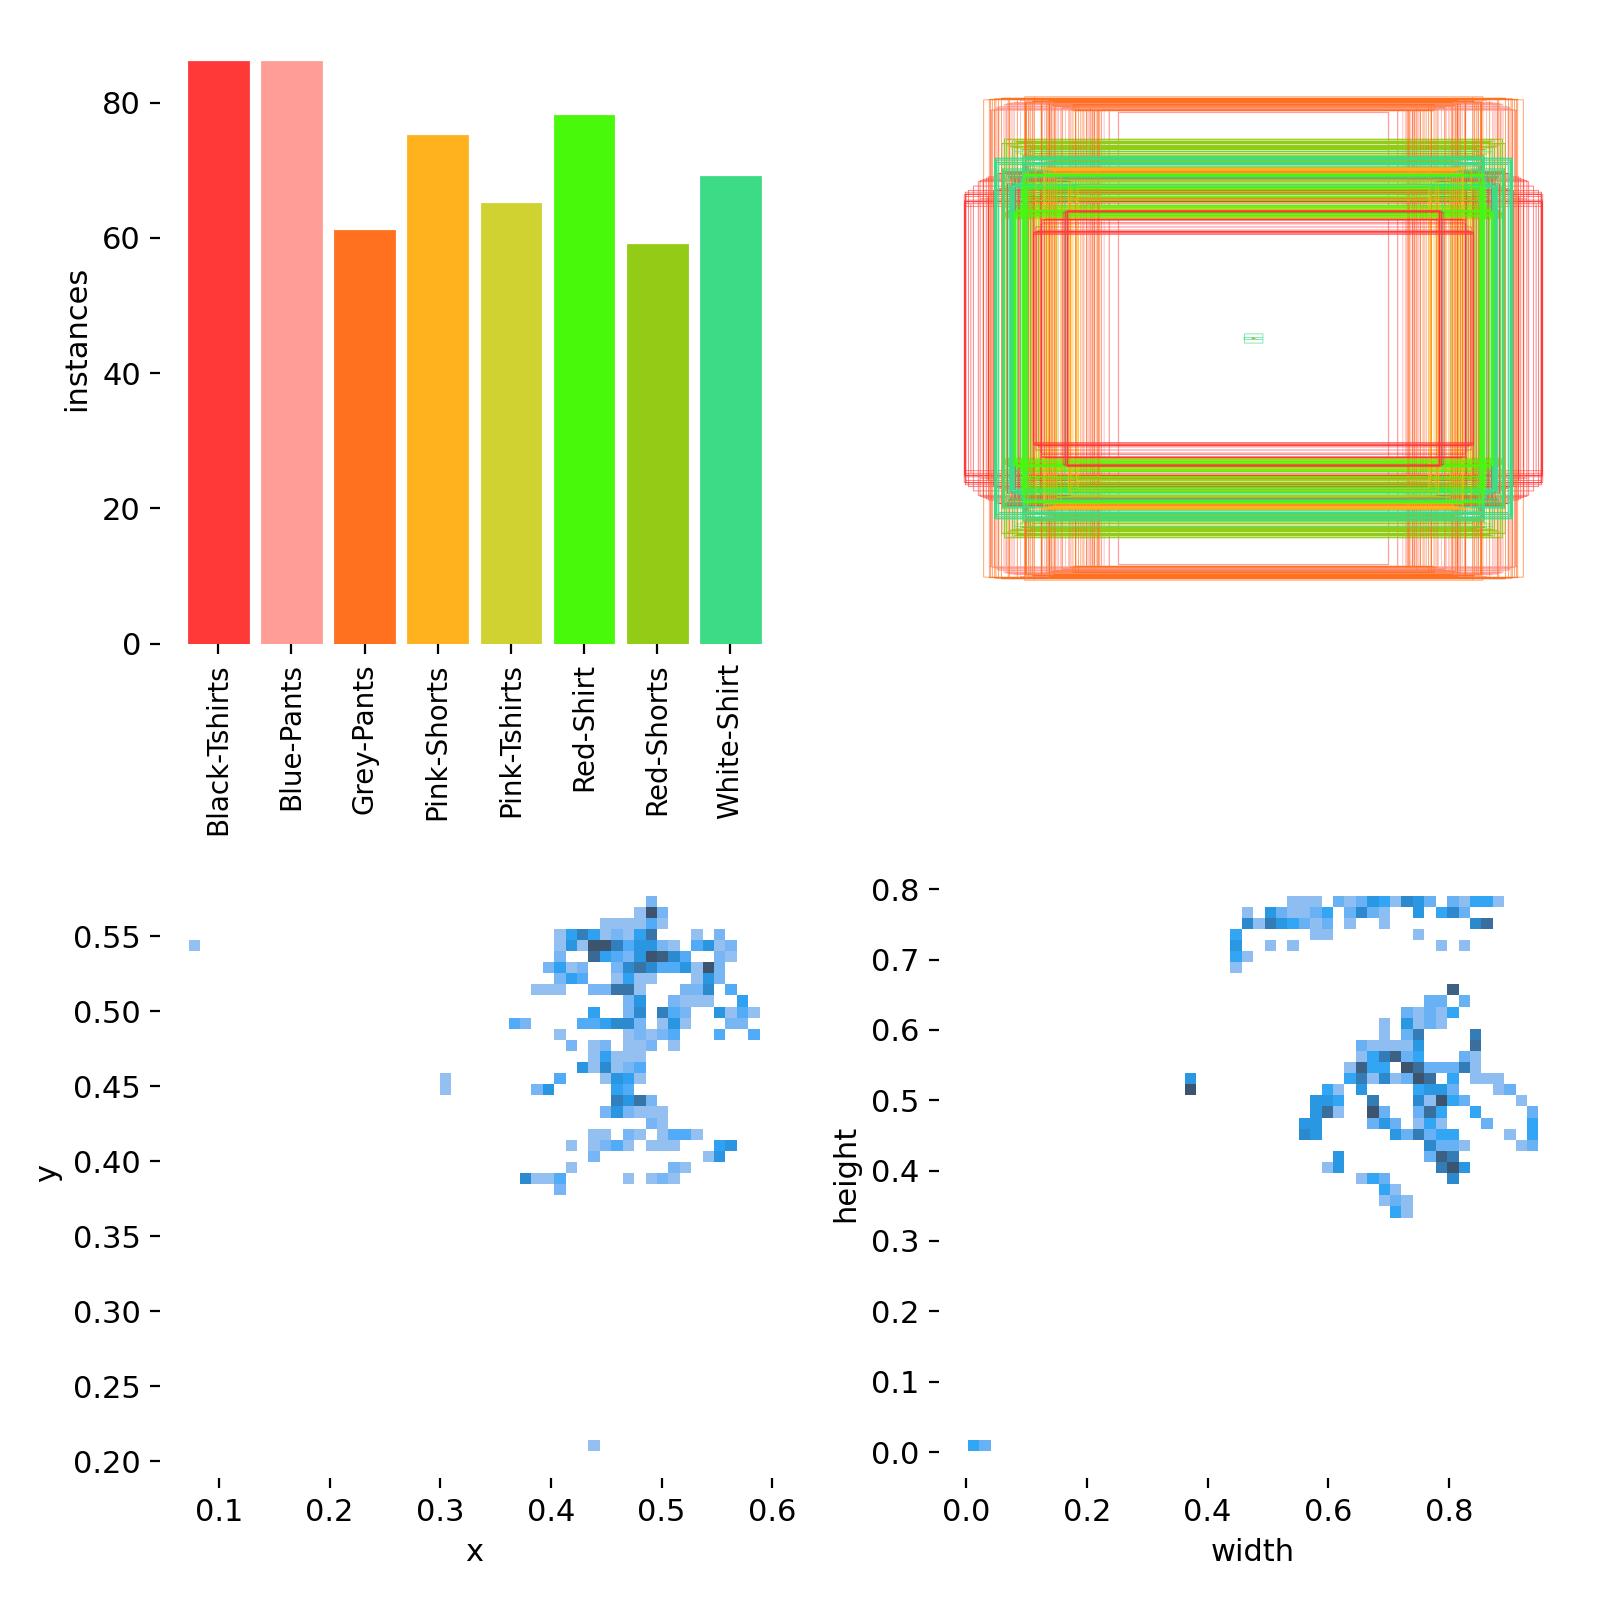 instances
80
60
40
20
0
Black-Tshirts
Blue-Pants
Grey-Pants
Pink-Shorts
Pink-Tshirts
Red-Shirt
Red-Shorts
White-Shirt
y
0.55
0.50
0.45
0.40
0.35
0.30
0.25
0.20
0.1 0.2 0.3 0.4 0.5 0.6
x
height
0.8
0.7
0.6
0.5
0.4
0.3
0.2
0.1
0.0
0.0 0.2 0.4 0.6 0.8
width